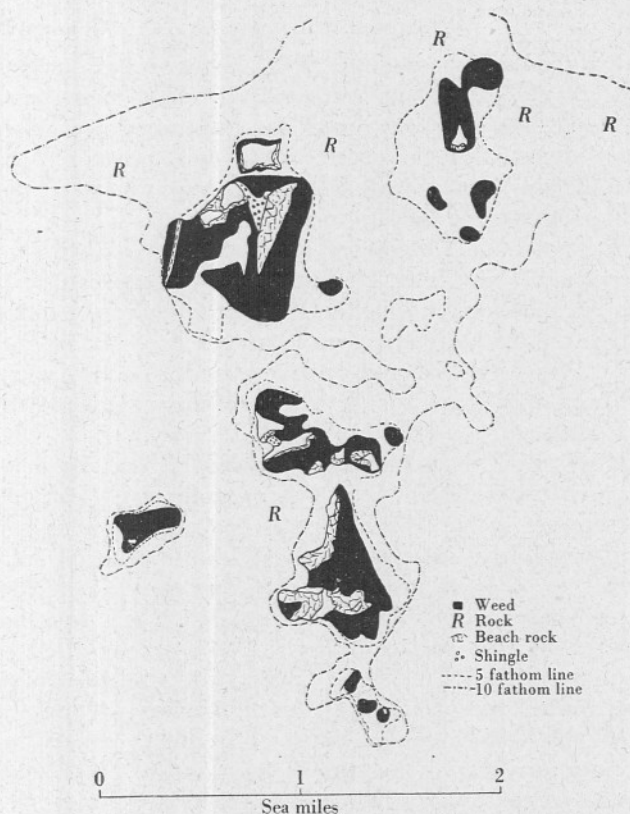 R
R
R
R
R
R
Weed
R Rock
Beach rock
Shingle
5 fathom line
10 fathom line
0 1 2
Sea miles